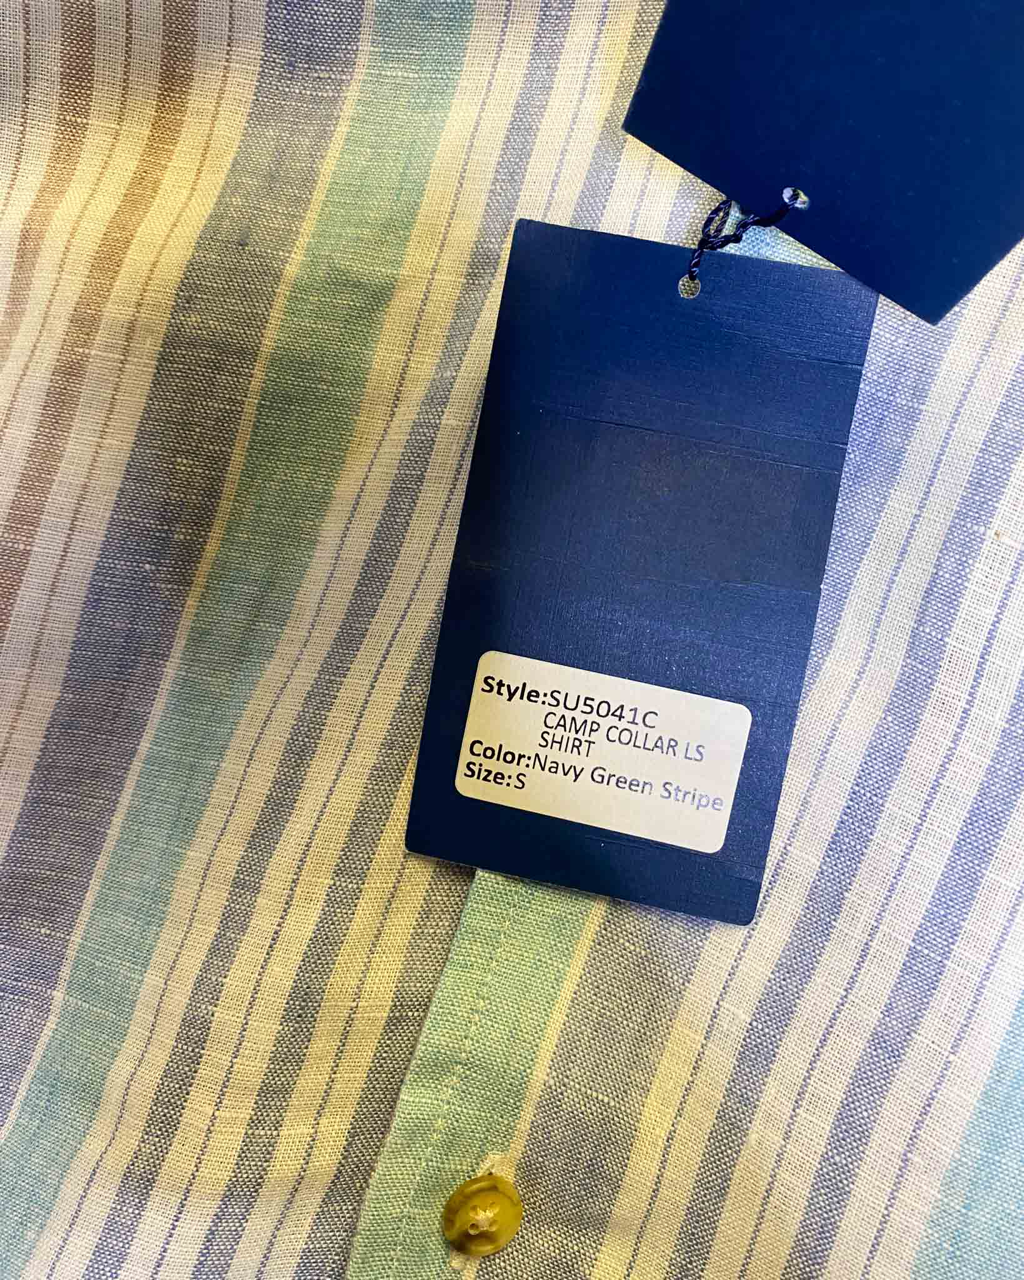 Style:SU5041C
CAMP COLLAR LS
SHIRT
Color:Navy Green Stripe
Size:S